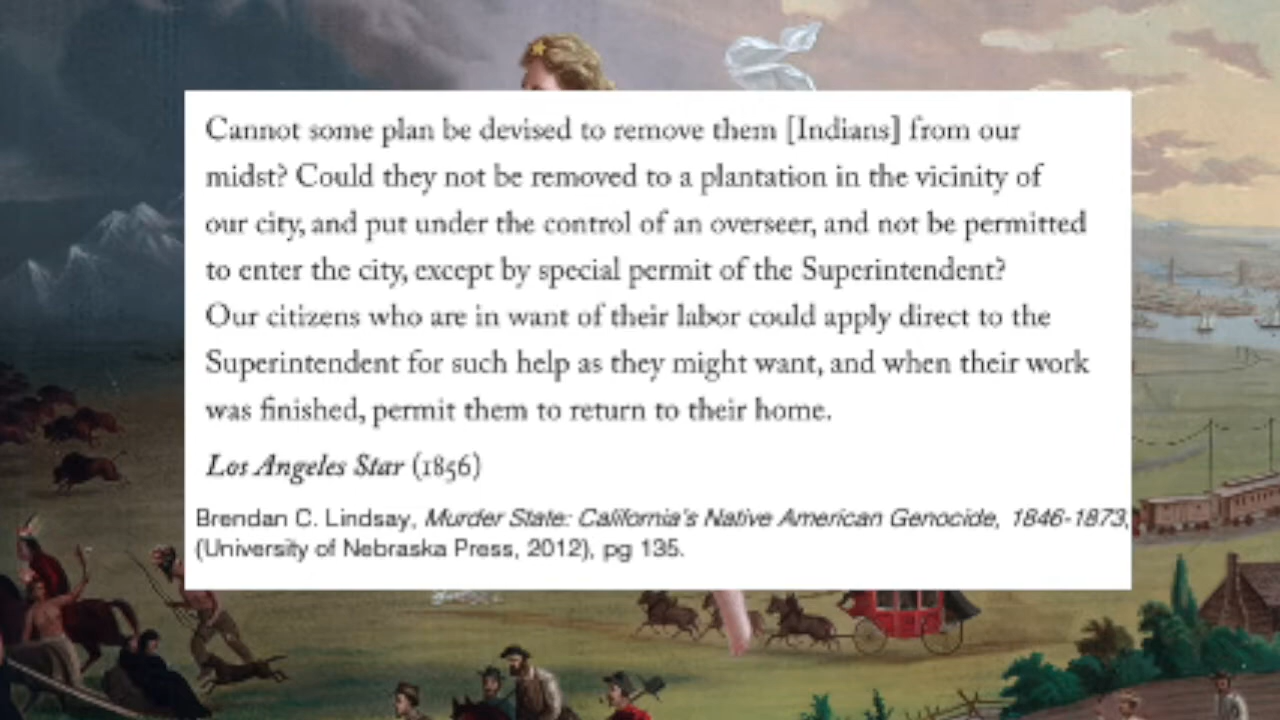 Cannot some plan be devised to remove them [Indians] from our
midst? Could they not be removed to a plantation in the vicinity of
our city, and put under the control of an overseer, and not be permitted
to enter the city, except by special permit of the Superintendent?
Our citizens who are in want of their labor could apply direct to the
Superintendent for such help as they might want, and when their work
was finished, permit them to return to their home.
Los Angeles Star (1856)
Brendan C. Lindsay, Murder State: California's Native American Genocide, 1846-1873,
(University of Nebraska Press, 2012), pg 135.